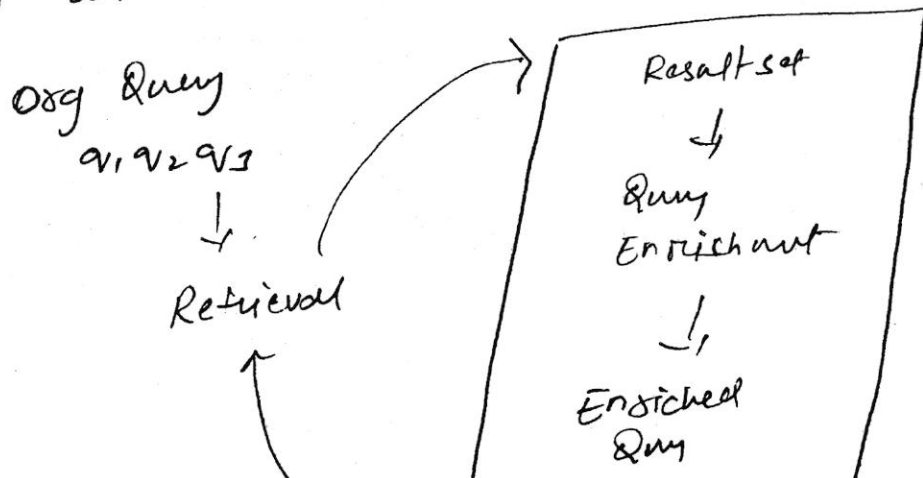 Org Query
q1 q2 q3
Retrieval
Result set
Query
Enrichment
Enriched
Query